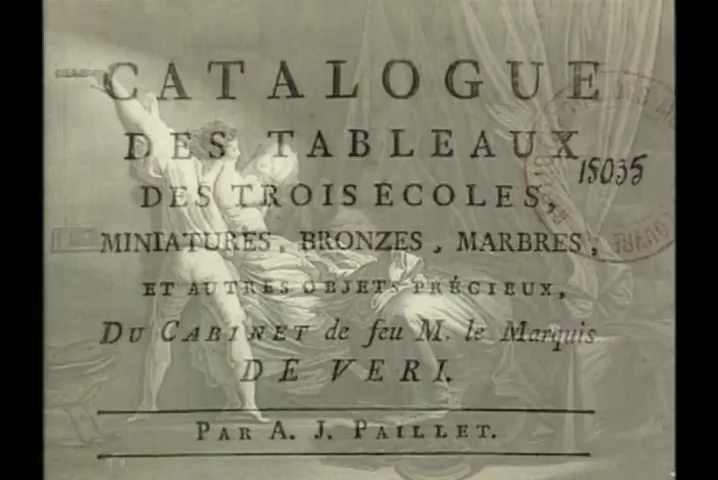 CATALOGUE
DES TABLEAUX
15035
DES TROIS ÉCOLES,
MINIATURES, BRONZES, MARBRES,
ET AUTRES OBJETS PRÉCIEUX,
DU CABINET de feu M. le Marquis
DE VERI.
PAR A. J. PAILLET.